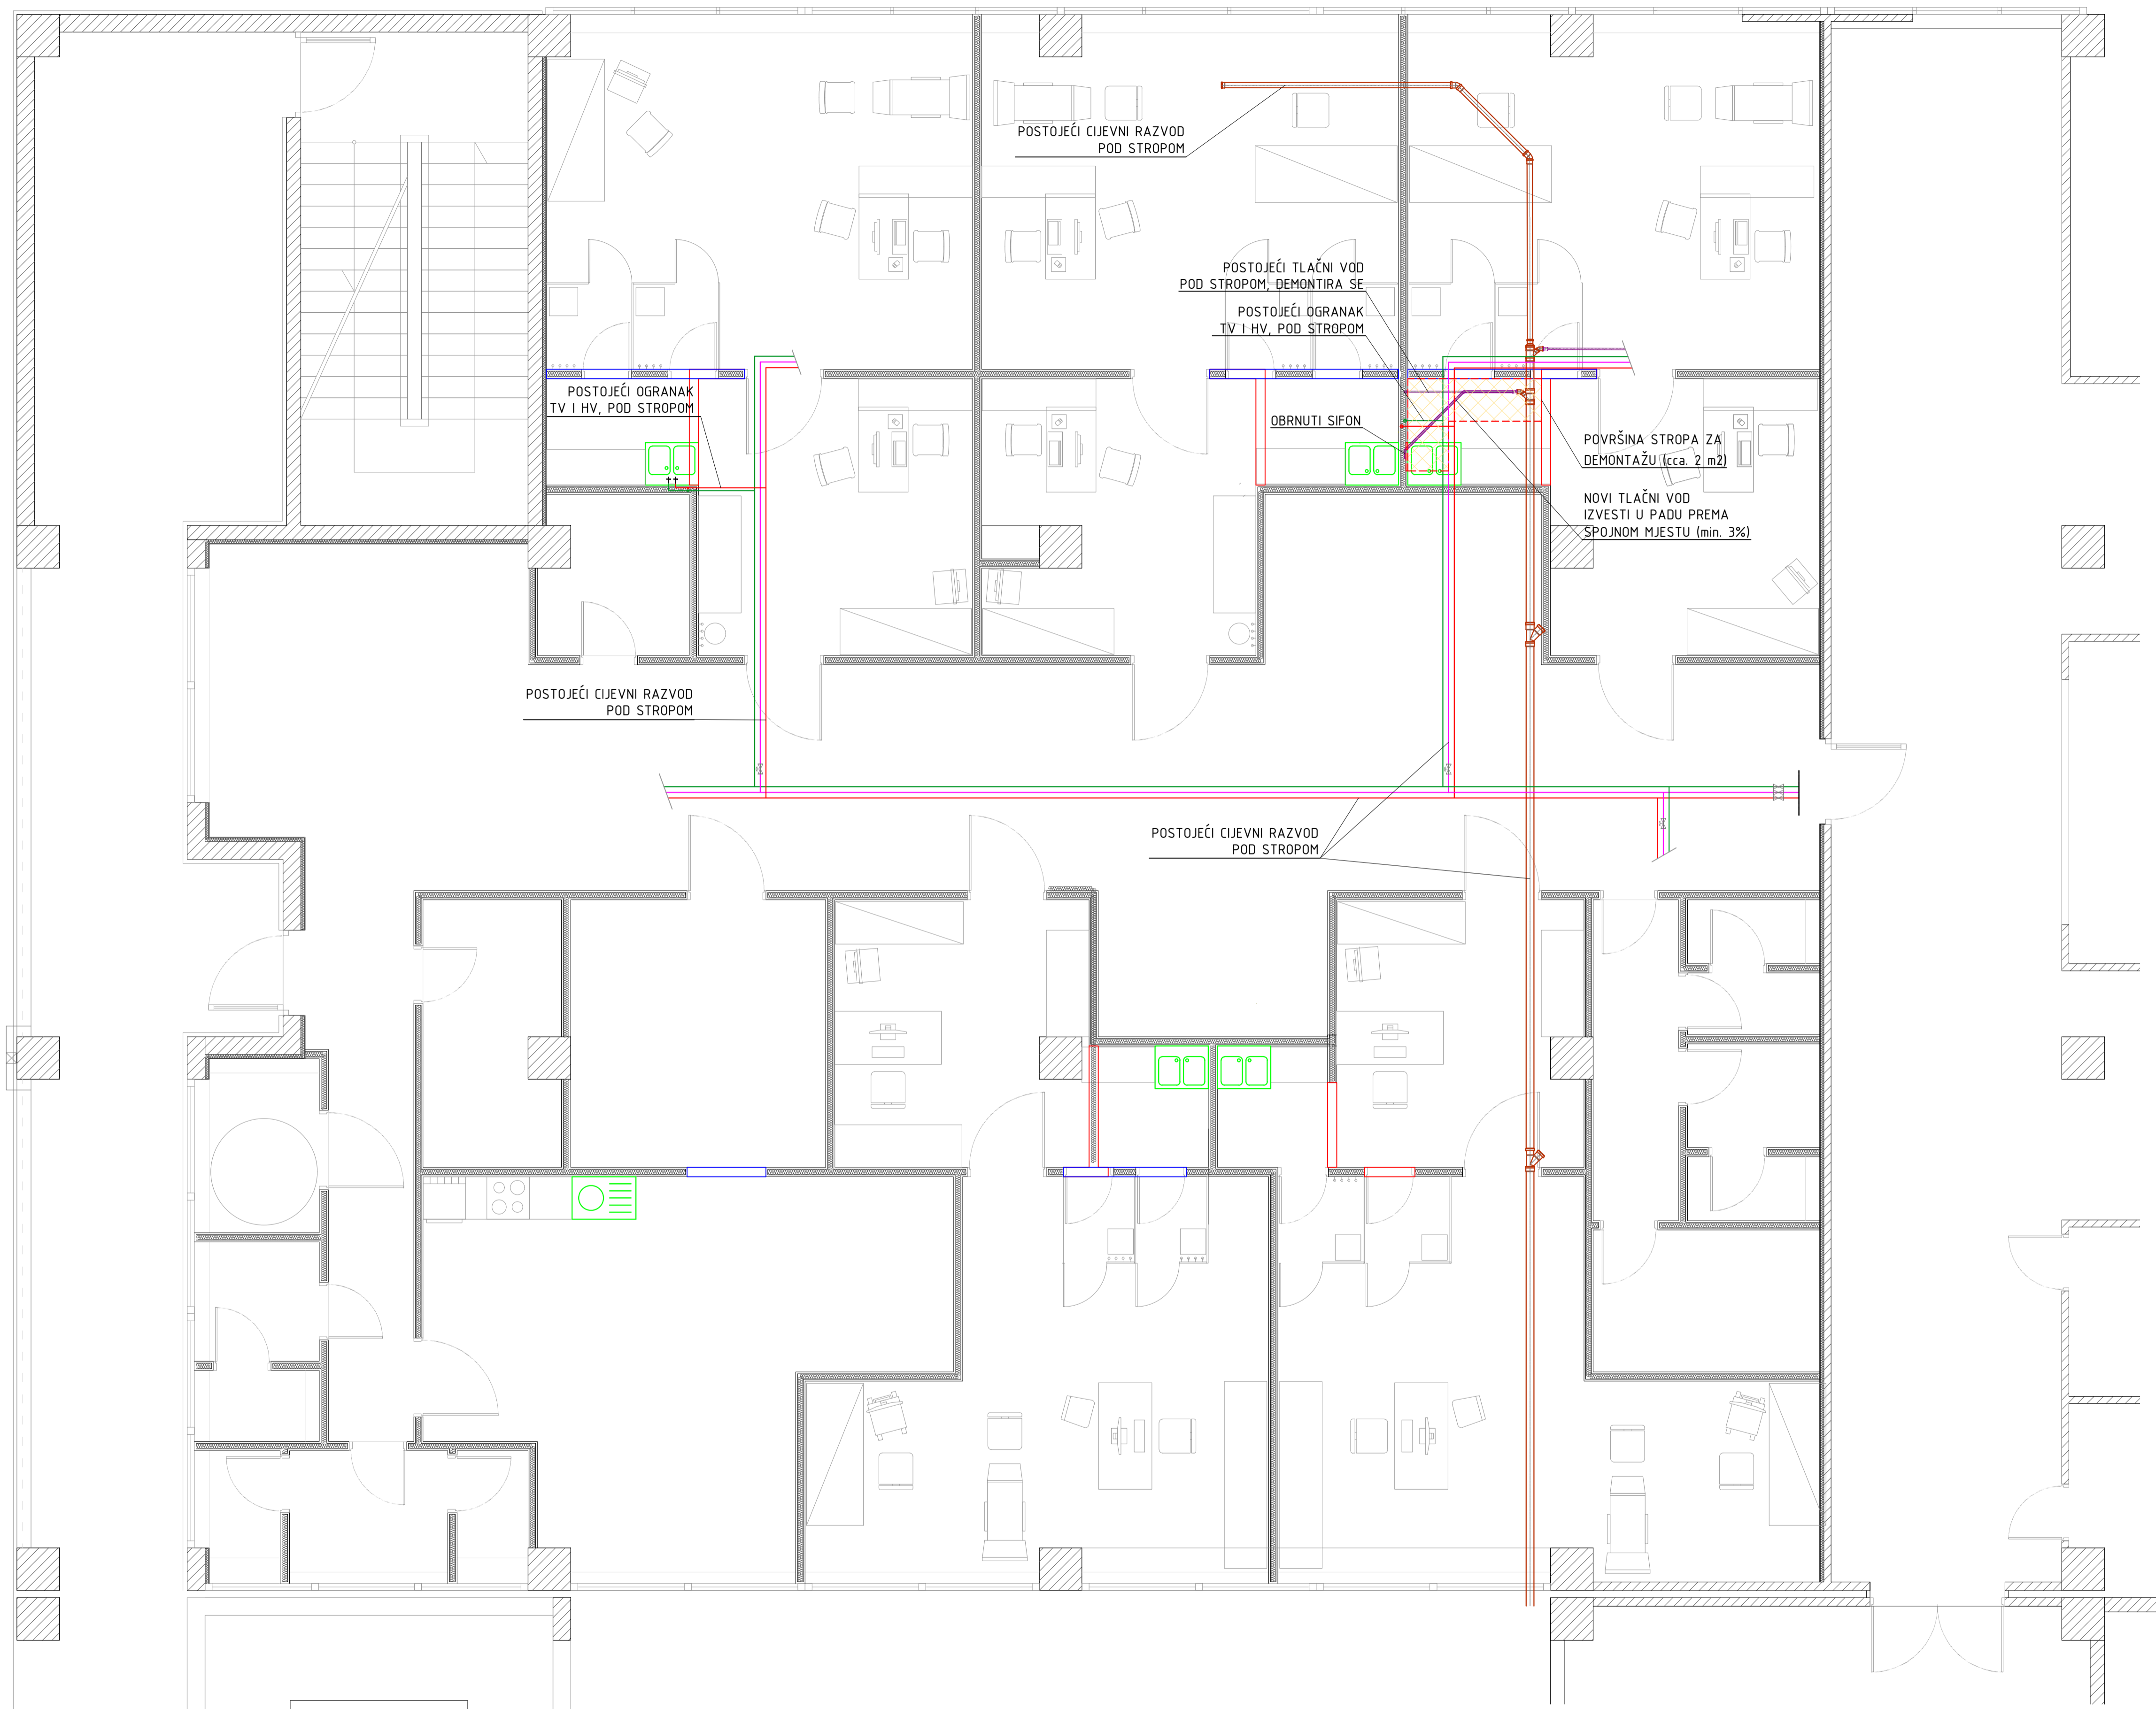 POSTOJEĆI CIJEVNI RAZVOD
POD STROPOM
POSTOJEĆI TLAČNI VOD
POD STROPOM, DEMONTIRA SE
POSTOJEĆI OGRANAK
TV I HV, POD STROPOM
POSTOJEĆI OGRANAK
TV I HV, POD STROPOM
OBRNUTI SIFON
POVRŠINA STROPA ZA
DEMONTAŽU (cca. 2 m2)
NOVI TLAČNI VOD
IZVESTI U PADU PREMA
SPOJNOM MJESTU (min. 3%)
POSTOJEĆI CIJEVNI RAZVOD
POD STROPOM
POSTOJEĆI CIJEVNI RAZVOD
POD STROPOM